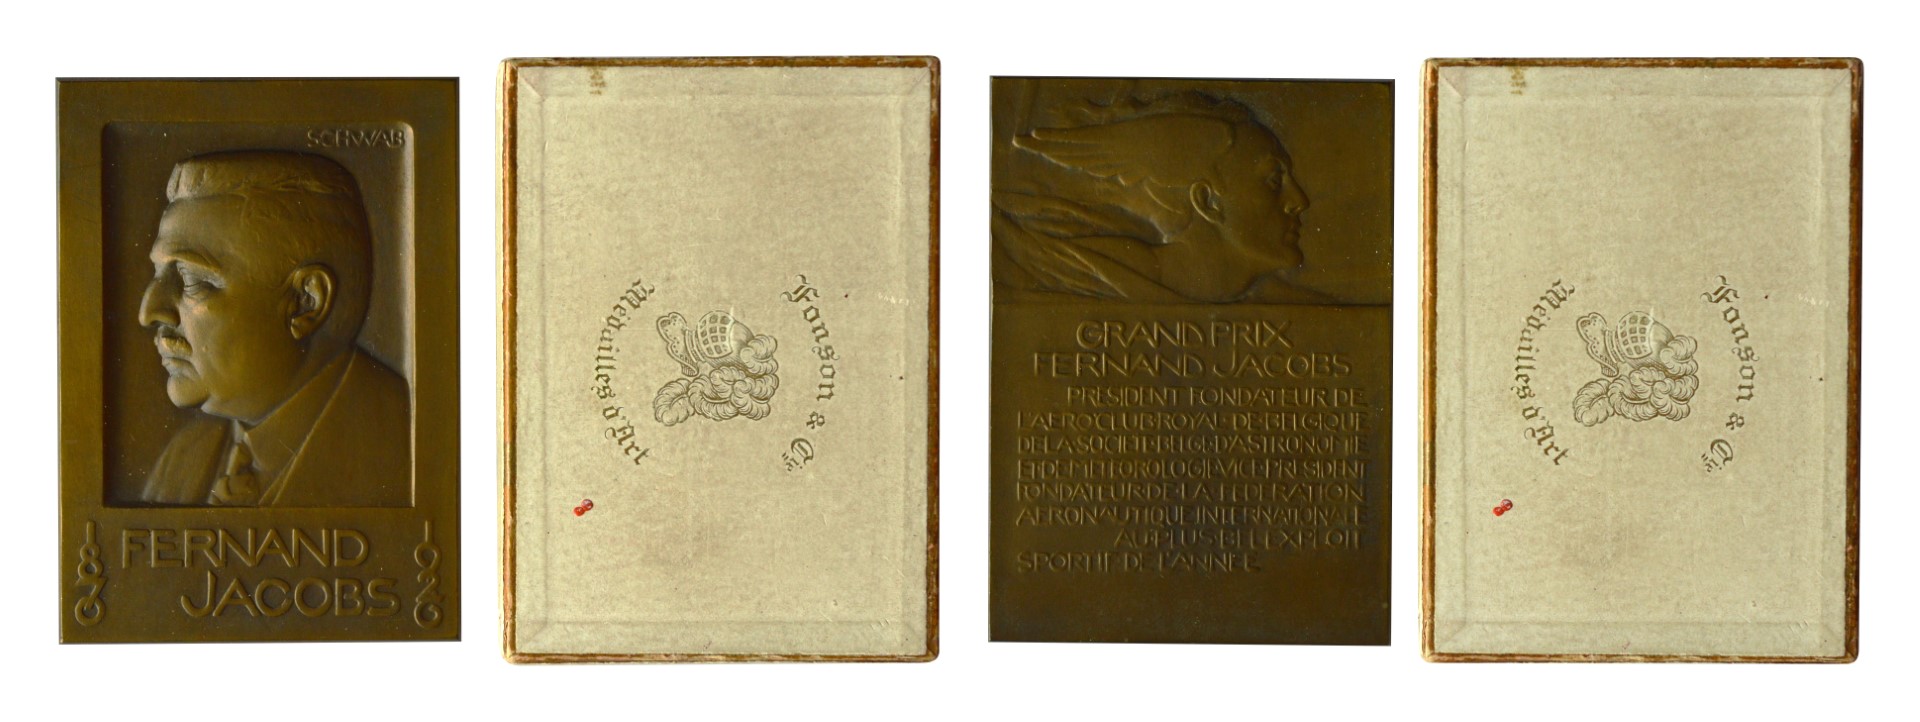 SCHWAB
1870
FERNAND
JACOBS
1920
Fonson & Cie
Médailles d'Art
GRAND PRIX
FERNAND JACOBS
PRESIDENT FONDATEUR DE
L'AERO·CLUB·ROYAL·DE·BELGIQUE
DE·LA·SOCIETE·BELGE·D'ASTRONOMIE
ET·DE·METEOROLOGIE·VICE·PRESIDENT
FONDATEUR·DE·LA·FEDERATION
AERONAUTIQUE·INTERNATIONALE
AU·PLUS·BEL·EXPLOIT
SPORTIF·DE·L'ANNEE
Fonson & Cie
Médailles d'Art